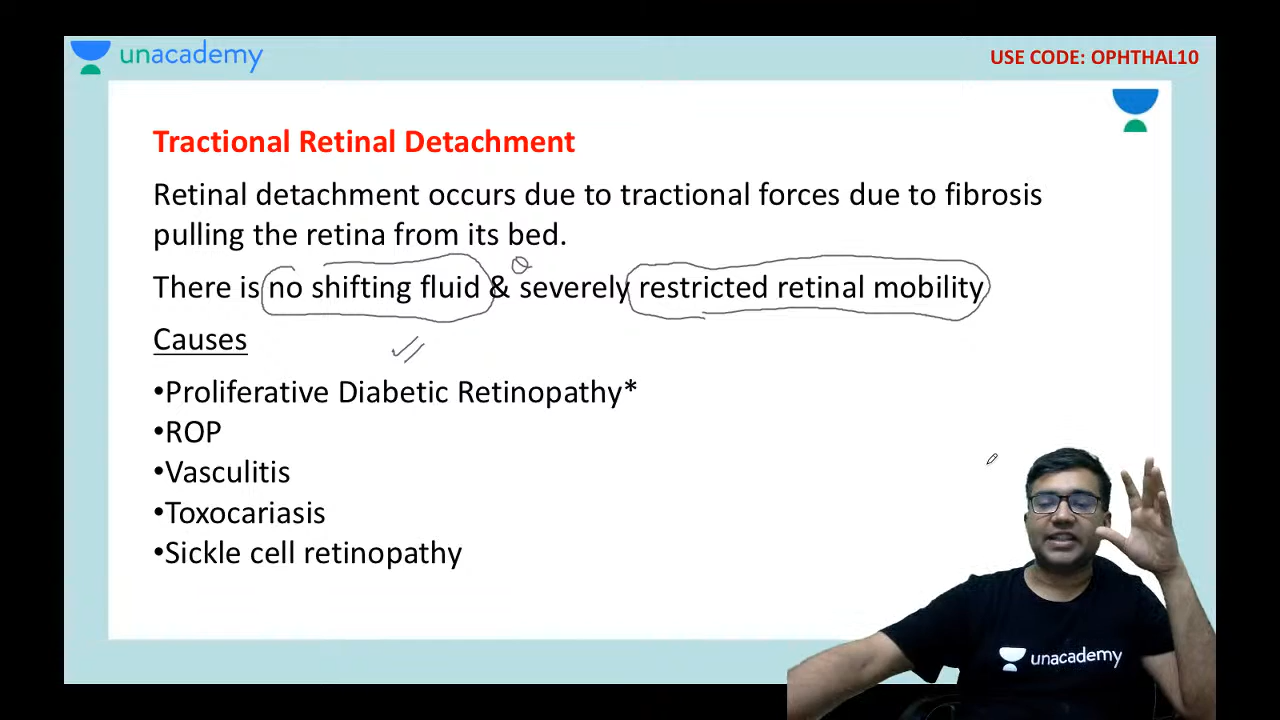 unacademy
USE CODE: OPHTHAL10
Tractional Retinal Detachment
Retinal detachment occurs due to tractional forces due to fibrosis
pulling the retina from its bed.
There is no shifting fluid & severely restricted retinal mobility
Causes
•Proliferative Diabetic Retinopathy*
•ROP
•Vasculitis
•Toxocariasis
•Sickle cell retinopathy
unacademy